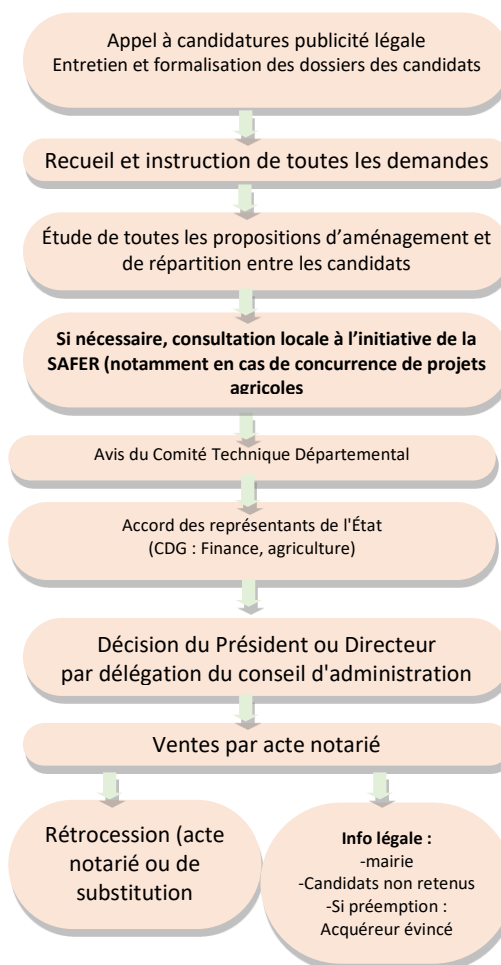 Appel à candidatures publicité légale
Entretien et formalisation des dossiers des candidats
Recueil et instruction de toutes les demandes
Étude de toutes les propositions d'aménagement et
de répartition entre les candidats
Si nécessaire, consultation locale à l'initiative de la
SAFER (notamment en cas de concurrence de projets
agricoles
Avis du Comité Technique Départemental
Accord des représentants de l'État
(CDG : Finance, agriculture)
Décision du Président ou Directeur
par délégation du conseil d'administration
Ventes par acte notarié
Rétrocession (acte
notarié ou de
substitution
Info légale :
-mairie
-Candidats non retenus
-Si préemption :
Acquéreur évincé